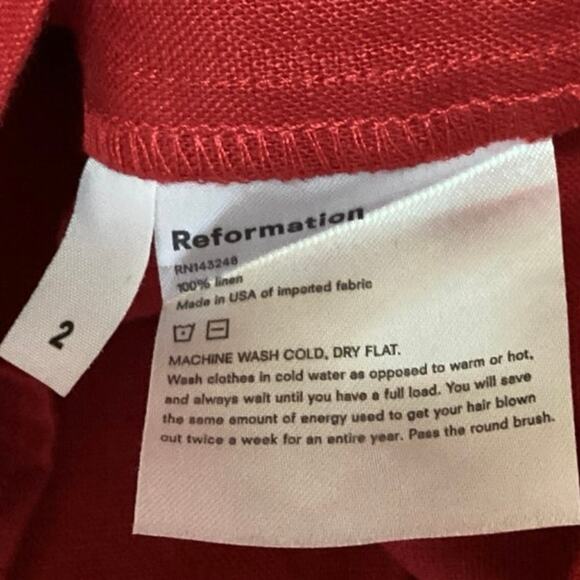 Reformation
RN143248
100% linen
Made in USA of imported fabric
MACHINE WASH COLD, DRY FLAT.
Wash clothes in cold water as opposed to warm or hot,
and always wait until you have a full load. You will save
the same amount of energy used to get your hair blown
out twice a week for an entire year. Pass the round brush.
2